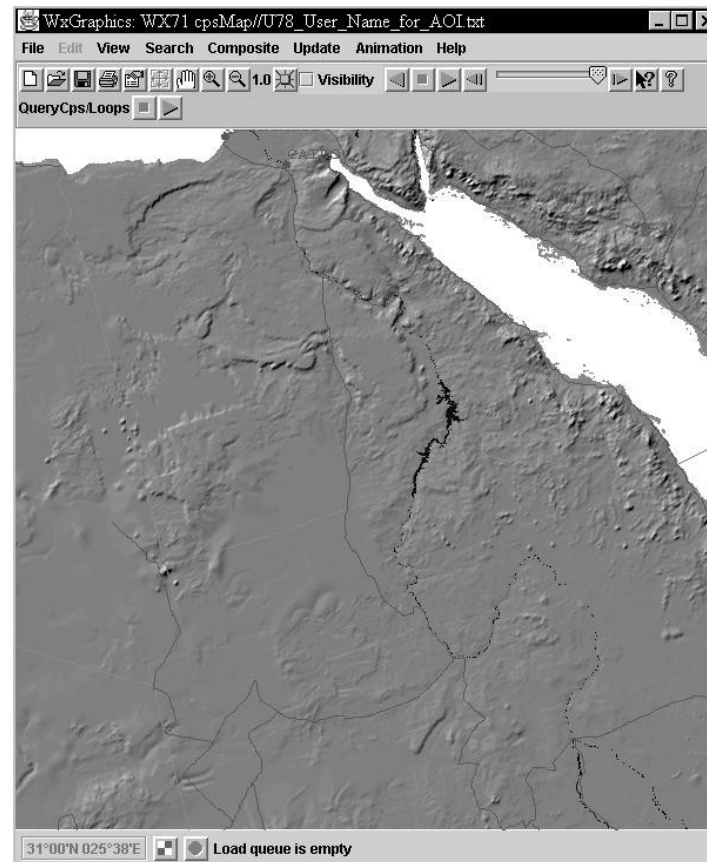 WxGraphics: WX71 cpsMap//U78_User_Name_for_AOI.txt
File Edit View Search Composite Update Animation Help
1.0 Visibility
QueryCps/Loops
CAIRO
31°00'N 025°38'E Load queue is empty